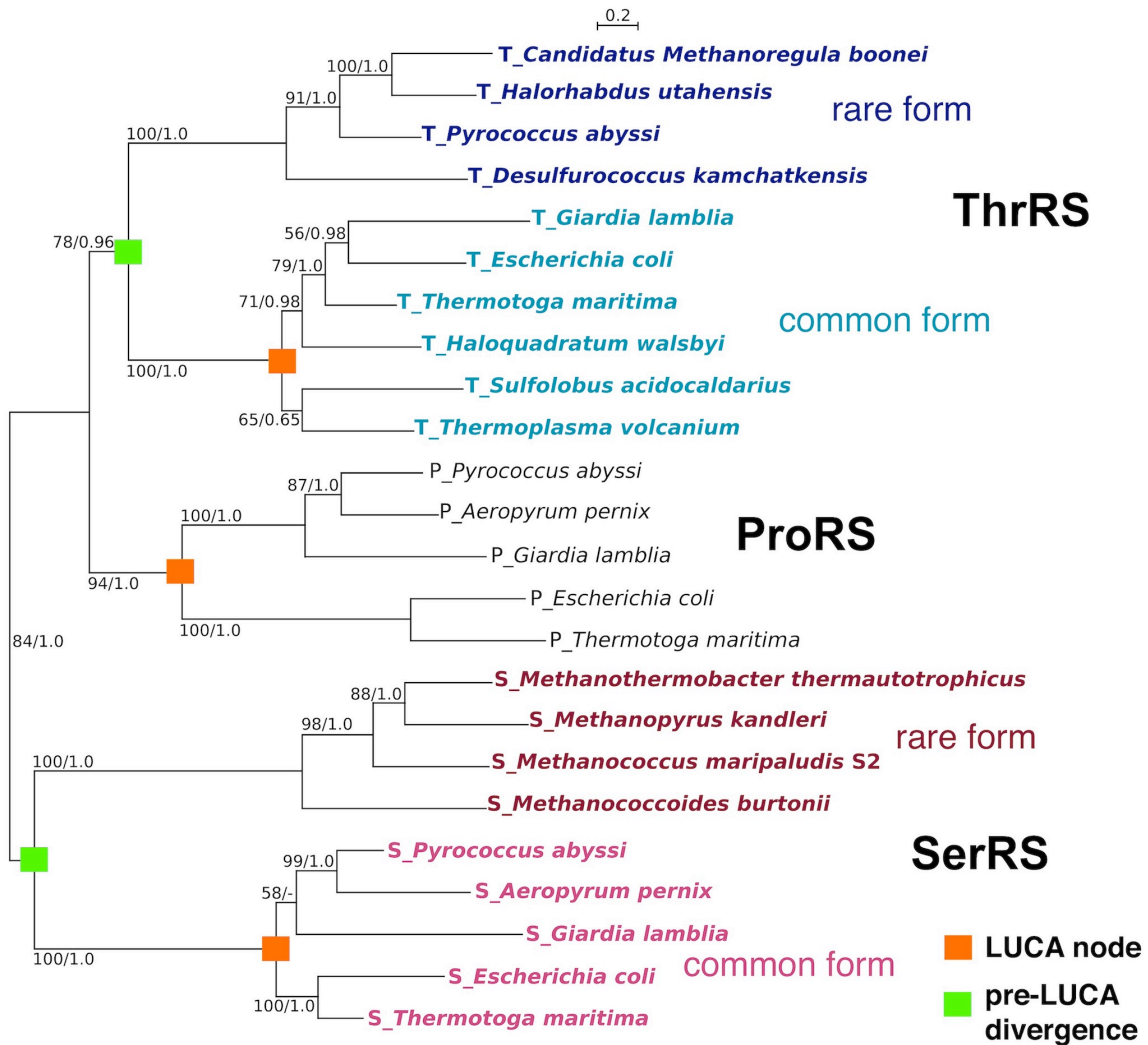 0.2
T_Candidatus Methanoregula boonei
100/1.0
T_Halorhabdus utahensis
91/1.0
rare form
T_Pyrococcus abyssi
100/1.0
T_Desulfurococcus kamchatkensis
ThrRS
T_Giardia lamblia
56/0.98
78/0.96
T_Escherichia coli
79/1.0
T_Thermotoga maritima
71/0.98
common form
T_Haloquadratum walsbyi
100/1.0
T_Sulfolobus acidocaldarius
65/0.65
T_Thermoplasma volcanium
P_Pyrococcus abyssi
87/1.0
P_Aeropyrum pernix
100/1.0
ProRS
P_Giardia lamblia
94/1.0
P_Escherichia coli
100/1.0
P_Thermotoga maritima
84/1.0
S_Methanothermobacter thermautotrophicus
88/1.0
S_Methanopyrus kandleri
98/1.0
rare form
S_Methanococcus maripaludis S2
100/1.0
S_Methanococcoides burtonii
SerRS
S_Pyrococcus abyssi
99/1.0
S_Aeropyrum pernix
58/-
S_Giardia lamblia
LUCA node
100/1.0
common form
S_Escherichia coli
100/1.0
S_Thermotoga maritima
pre-LUCA
divergence